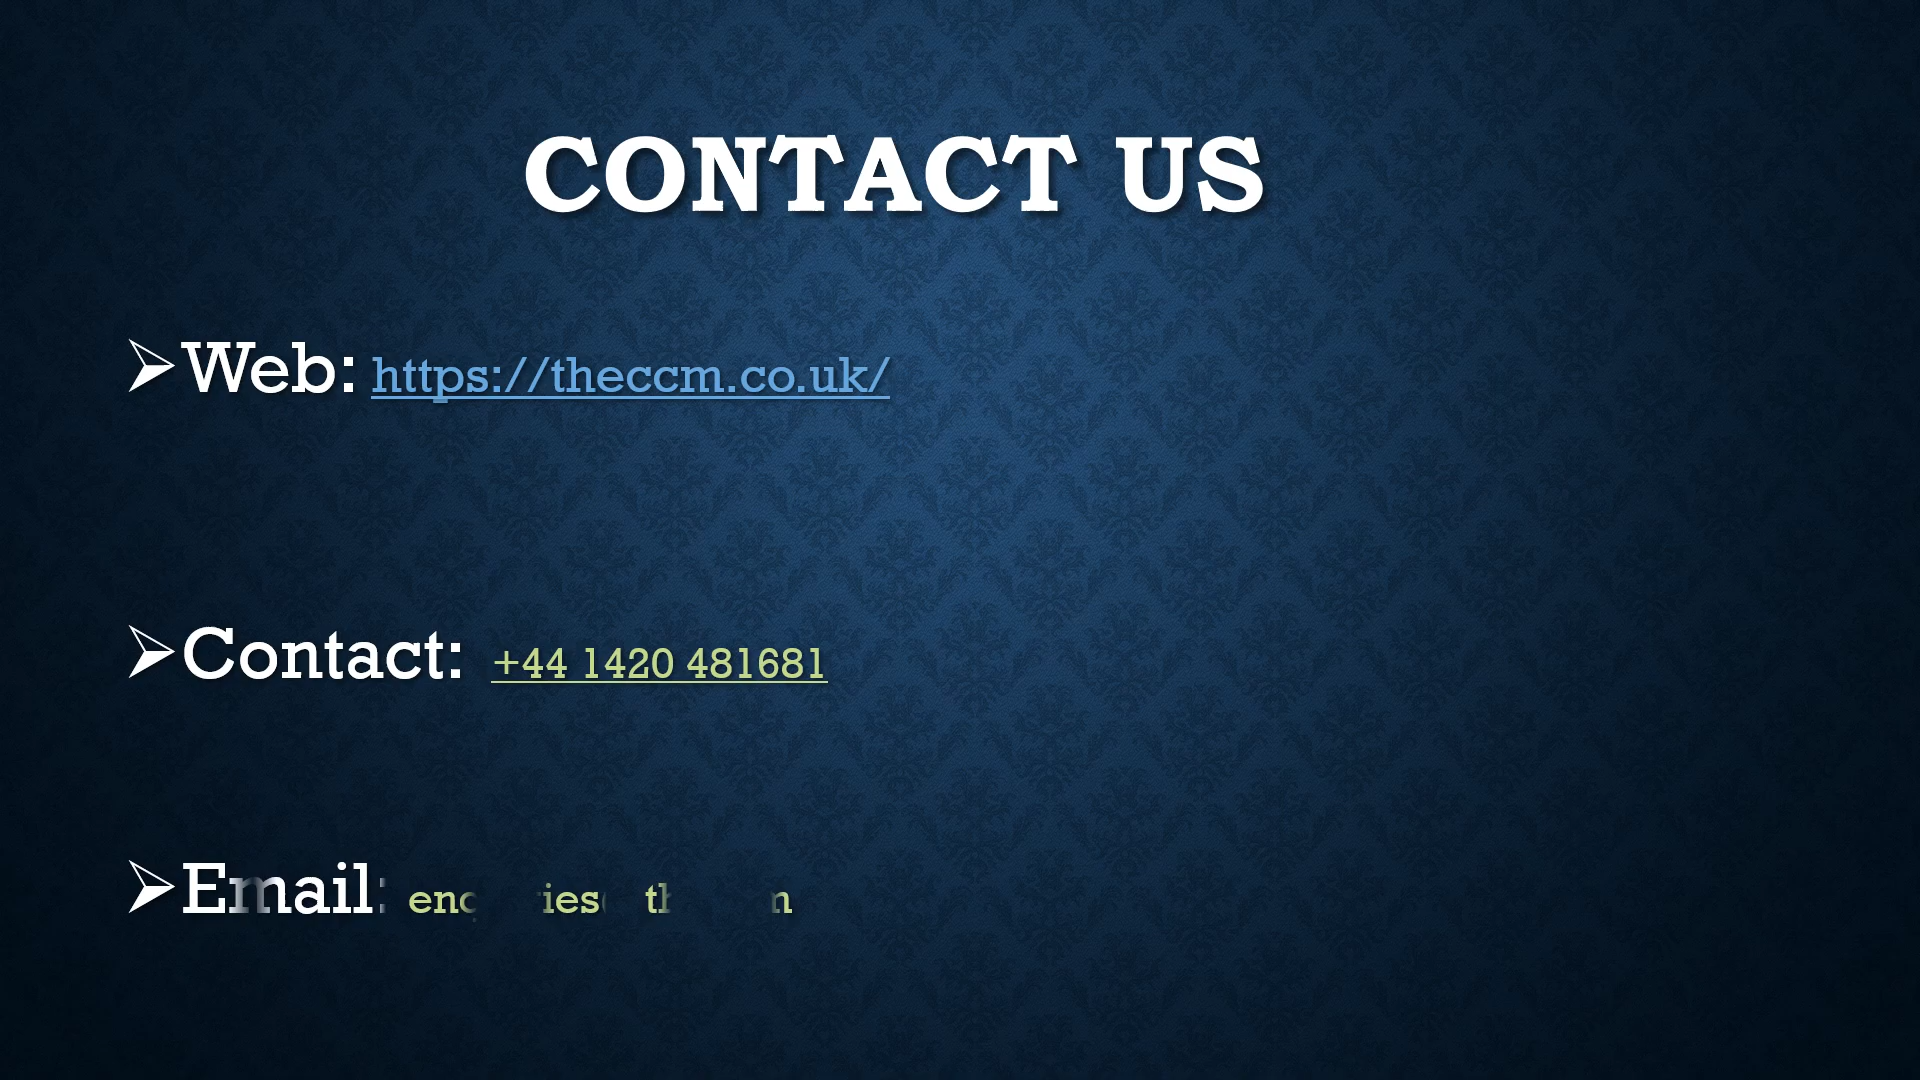 CONTACT US
➢Web: https://theccm.co.uk/
➢Contact: +44 1420 481681
➢Email: